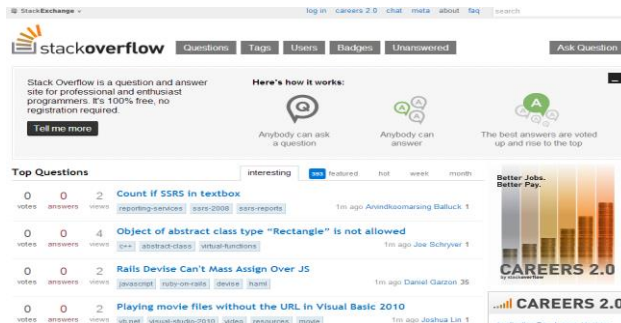 StackExchange
log in careers 2.0 chat meta about faq search
stackoverflow Questions Tags Users Badges Unanswered Ask Question
Stack Overflow is a question and answer
site for professional and enthusiast
programmers. It's 100% free, no
registration required.
Tell me more
Here's how it works:
Q
Anybody can ask
a question
A
A
A
Anybody can
answer
A
The best answers are voted
up and rise to the top
Top Questions interesting featured hot week month
0 0 2 Count if SSRS in textbox
votes answers views reporting-services ssrs-2008 ssrs-reports 1m ago Arvindkoomarsing Balluck 1
0 0 4 Object of abstract class type “Rectangle” is not allowed
votes answers views c++ abstract-class virtual-functions 1m ago Joe Schryver 1
0 0 2 Rails Devise Can't Mass Assign Over JS
votes answers views javascript ruby-on-rails devise haml 1m ago Daniel Garzon 35
0 0 2 Playing movie files without the URL in Visual Basic 2010
votes answers views vb.net visual-studio-2010 video resources movie 1m ago Joshua Lin 1
Better Jobs.
Better Pay.
CAREERS 2.0
by stackoverflow
CAREERS 2.0